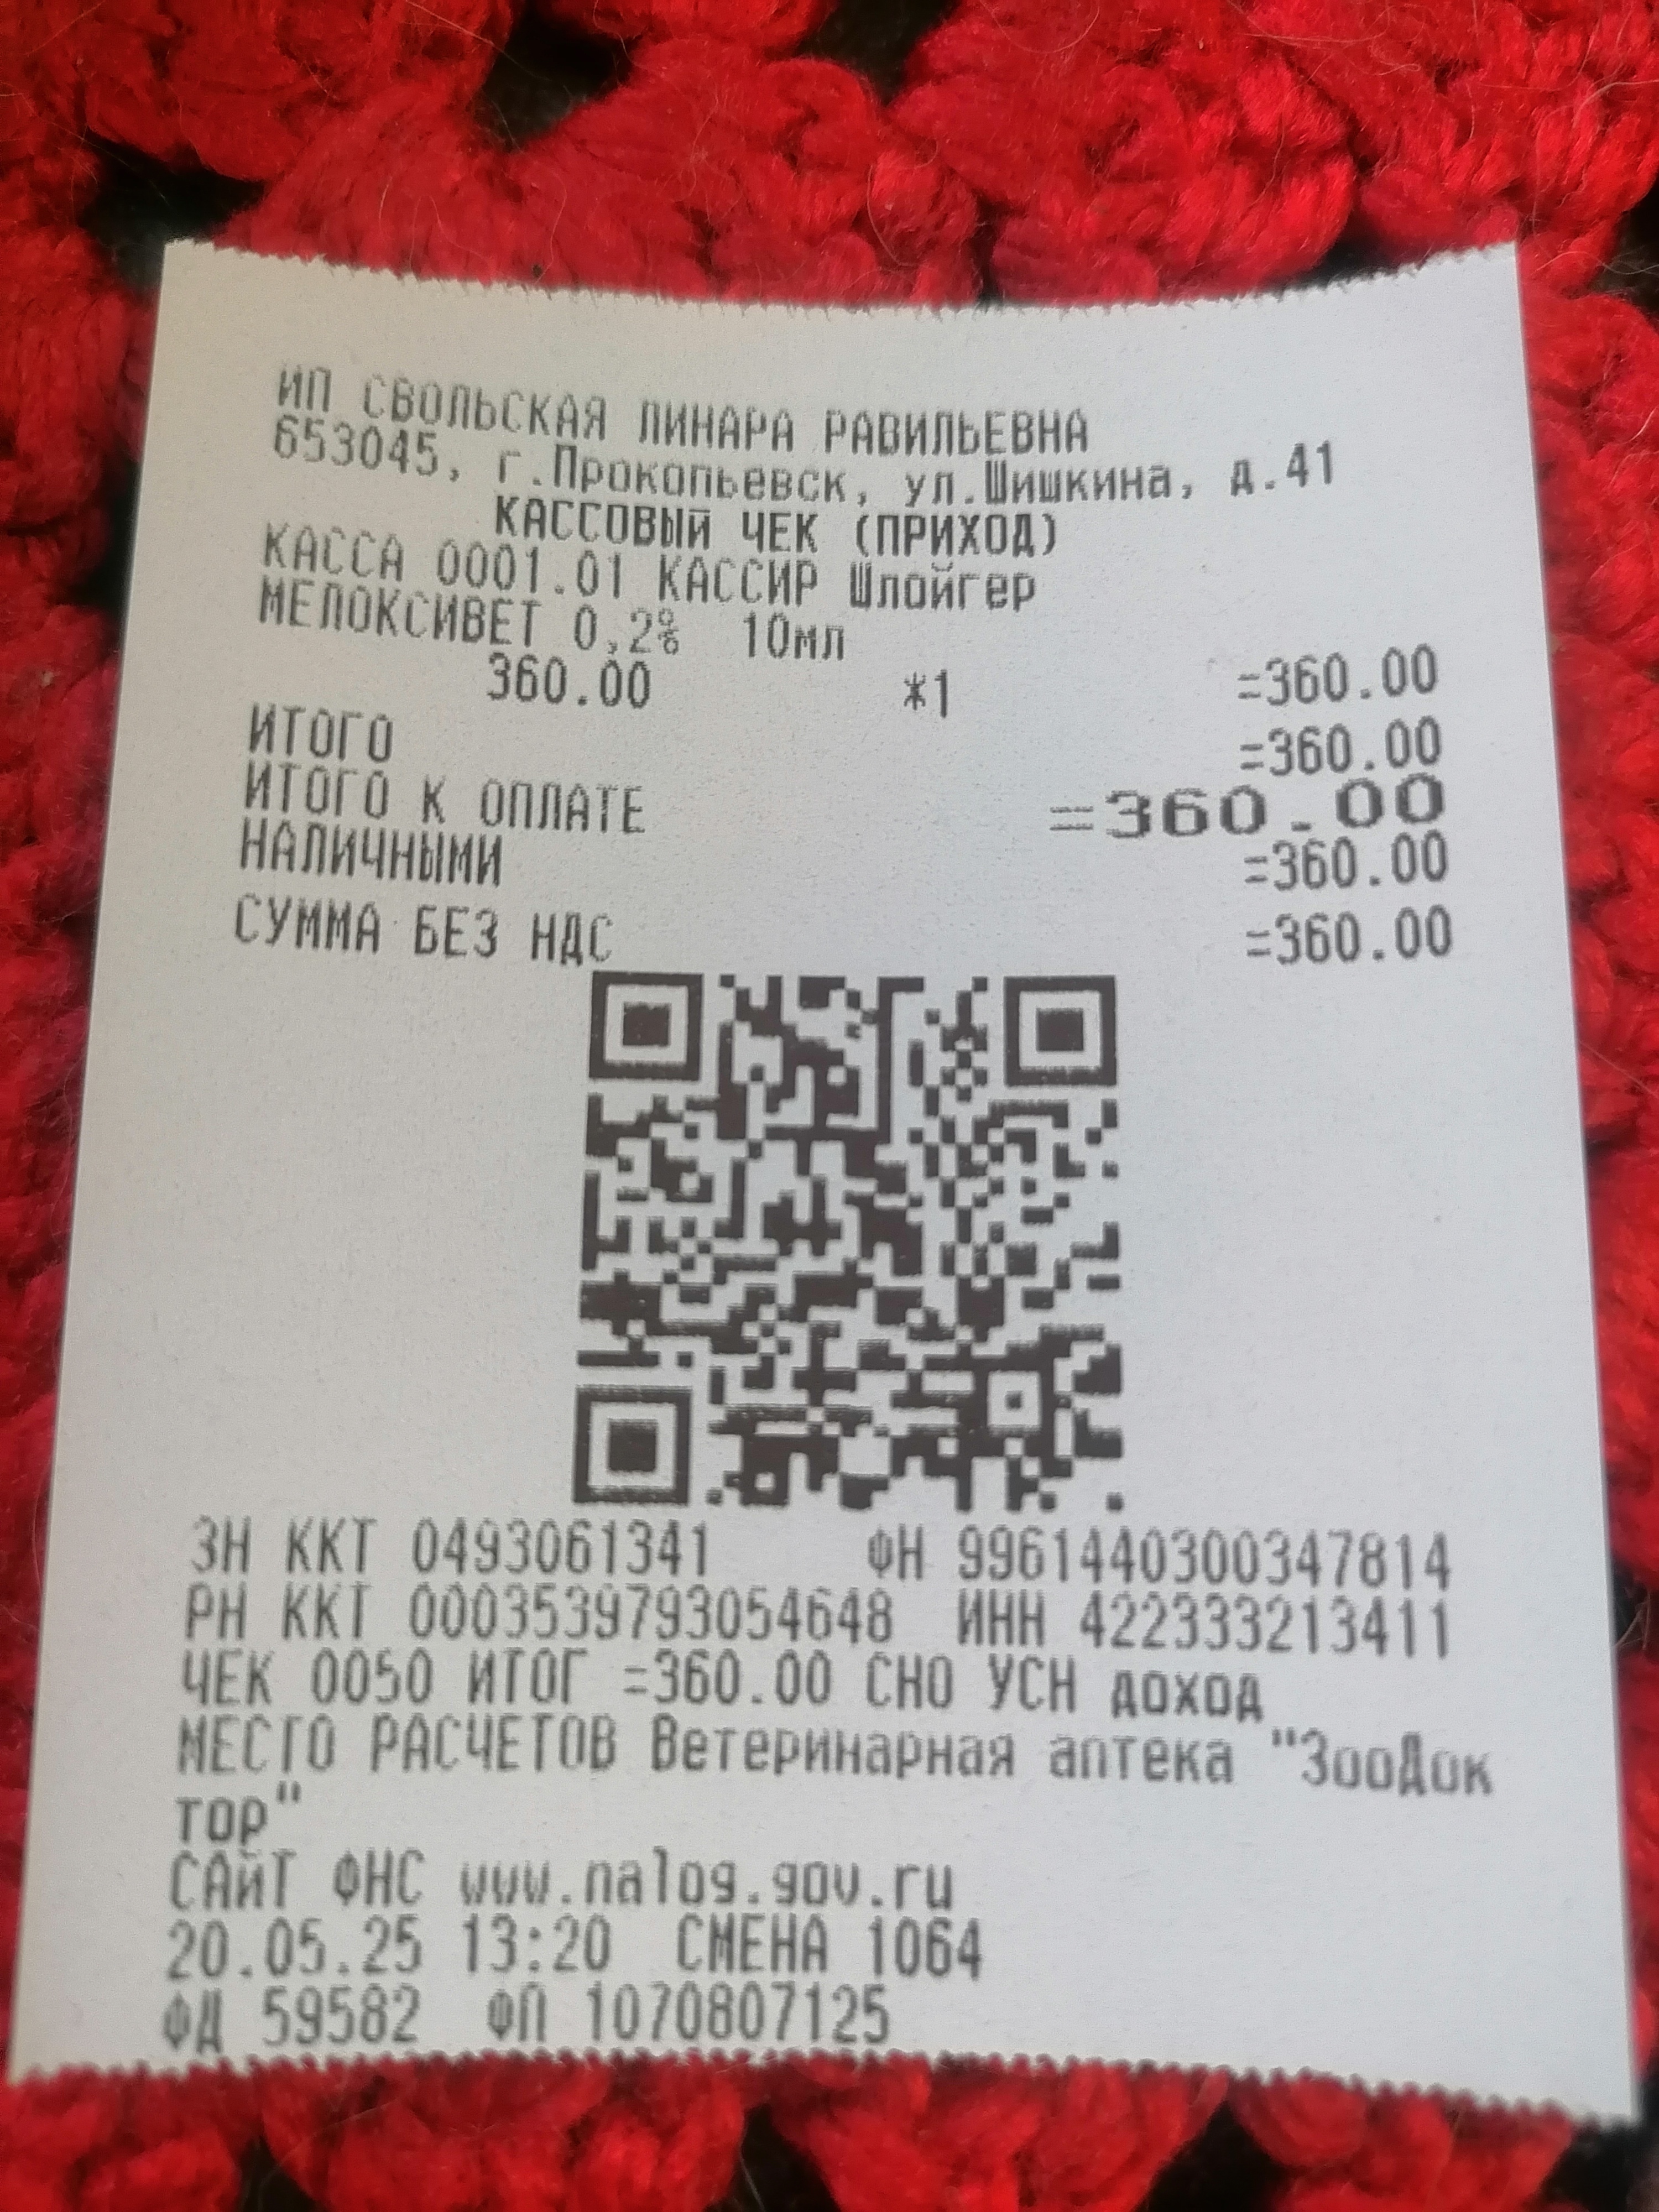 ИП СВОЛЬСКАЯ ЛИНАРА РАВИЛЬЕВНА
653045, г.Прокопьевск, ул.Шишкина, д.41
КАССОВЫЙ ЧЕК (ПРИХОД)
КАССА 0001.01 КАССИР Шлойгер
МЕЛОКСИВЕТ 0,2% 10мл
360.00 *1 =360.00
ИТОГО =360.00
ИТОГО К ОПЛАТЕ =360.00
НАЛИЧНЫМИ =360.00
СУММА БЕЗ НДС =360.00
ЗН ККТ 0493061341 ФН 9961440300347814
РН ККТ 0003539793054648 ИНН 422333213411
ЧЕК 0050 ИТОГ =360.00 СНО УСН доход
МЕСТО РАСЧЕТОВ Ветеринарная аптека "ЗооДок
тор"
САЙТ ФНС www.nalog.gov.ru
20.05.25 13:20 СМЕНА 1064
ФД 59582 ФП 1070807125